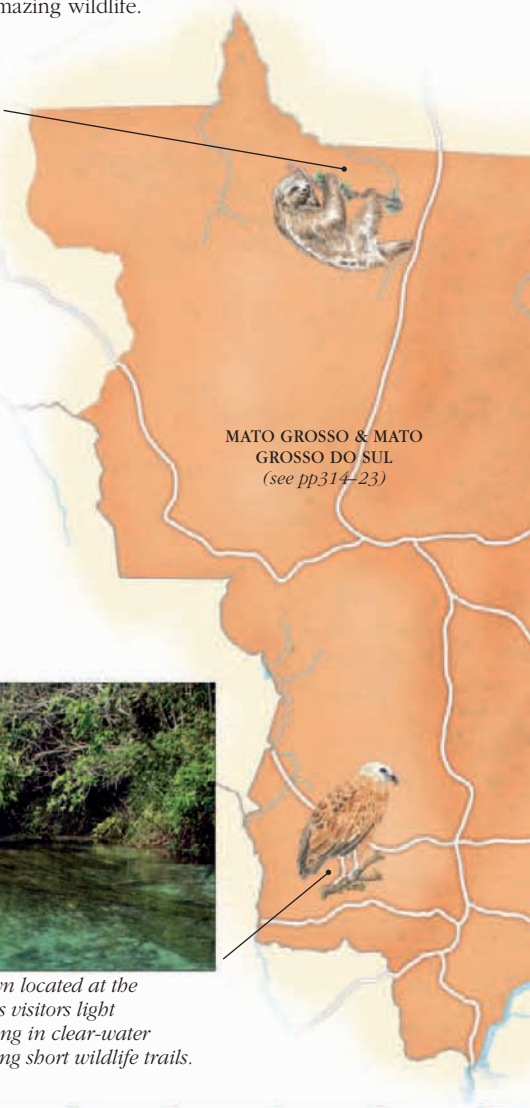 mazing wildlife.
MATO GROSSO & MATO
GROSSO DO SUL
(see pp314–23)
wn located at the
s visitors light
ng in clear-water
ng short wildlife trails.